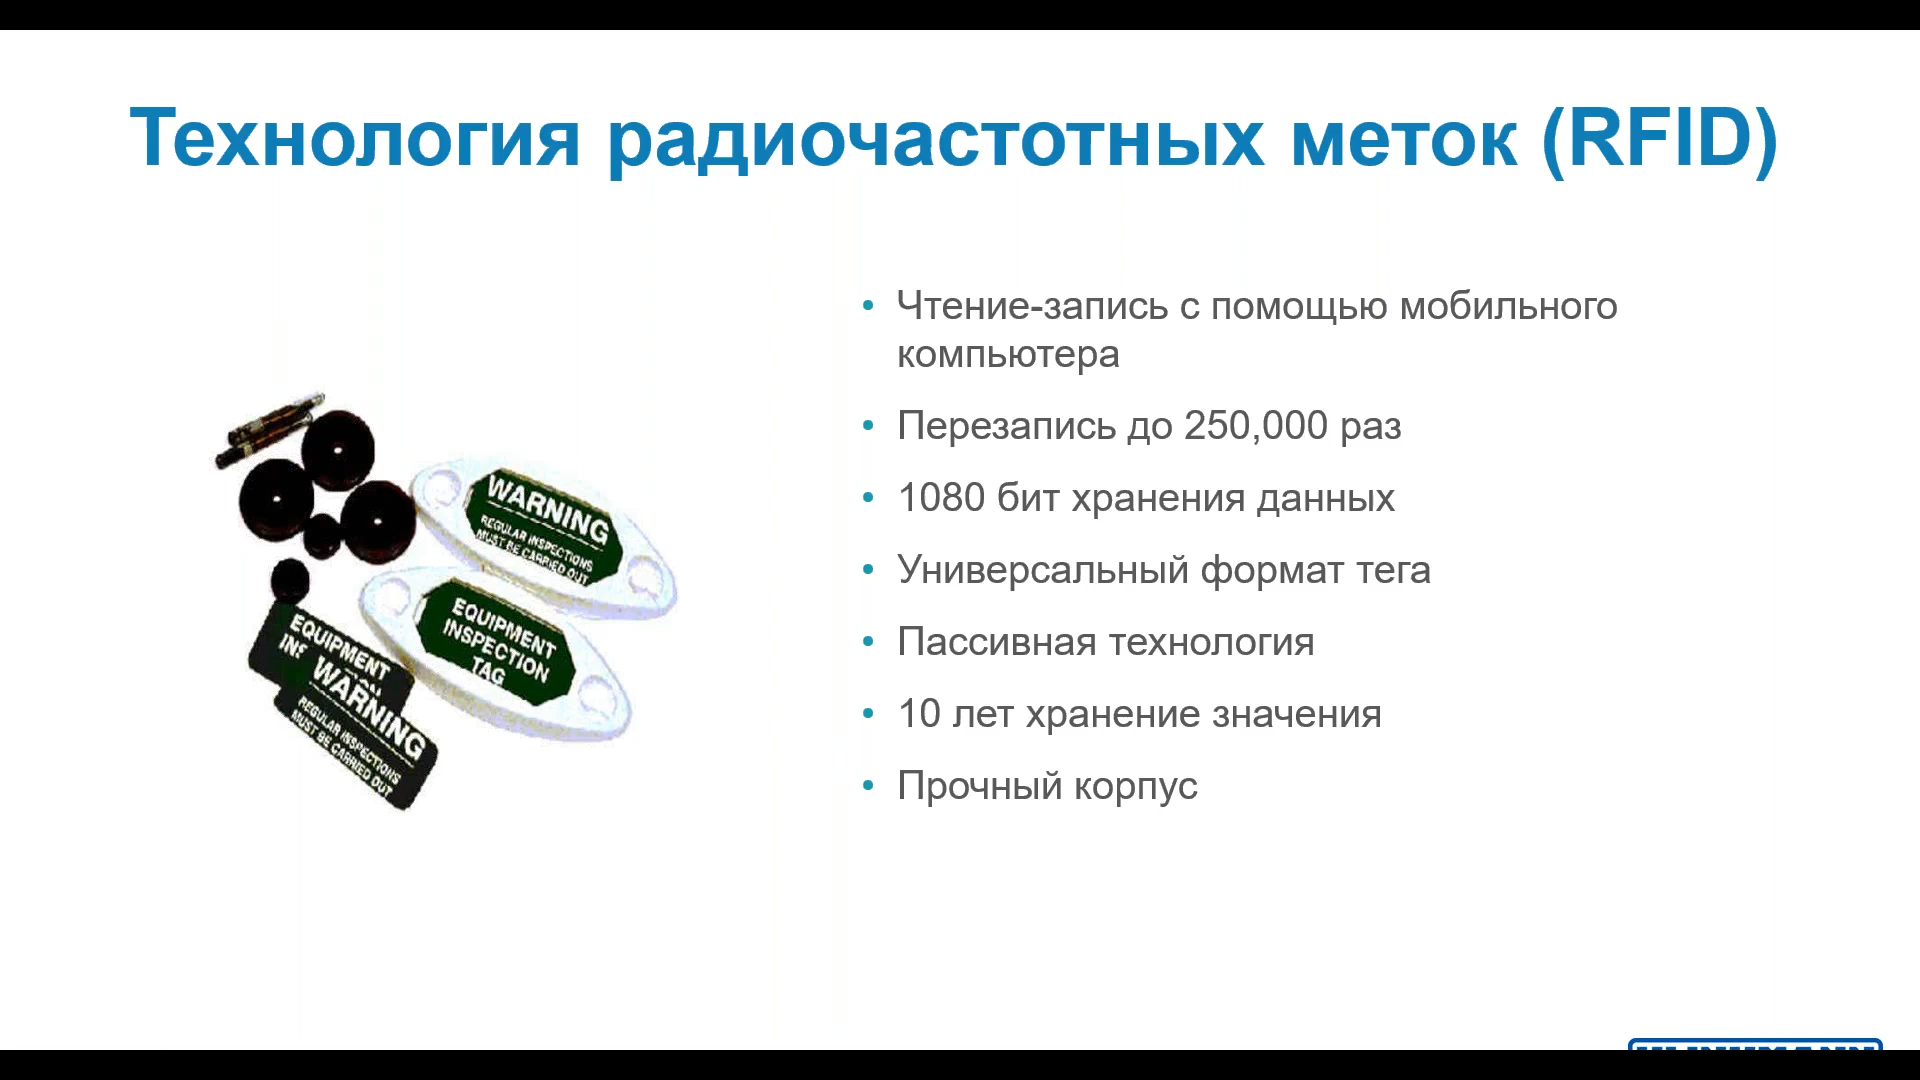 Технология радиочастотных меток (RFID)
• Чтение-запись с помощью мобильного
компьютера
• Перезапись до 250,000 раз
• 1080 бит хранения данных
• Универсальный формат тега
• Пассивная технология
• 10 лет хранение значения
• Прочный корпус
WARNING
REGULAR INSPECTIONS
MUST BE CARRIED OUT
EQUIPMENT
INSPECTION
TAG
EQUIPMENT
WARNING
REGULAR INSPECTIONS
MUST BE CARRIED OUT